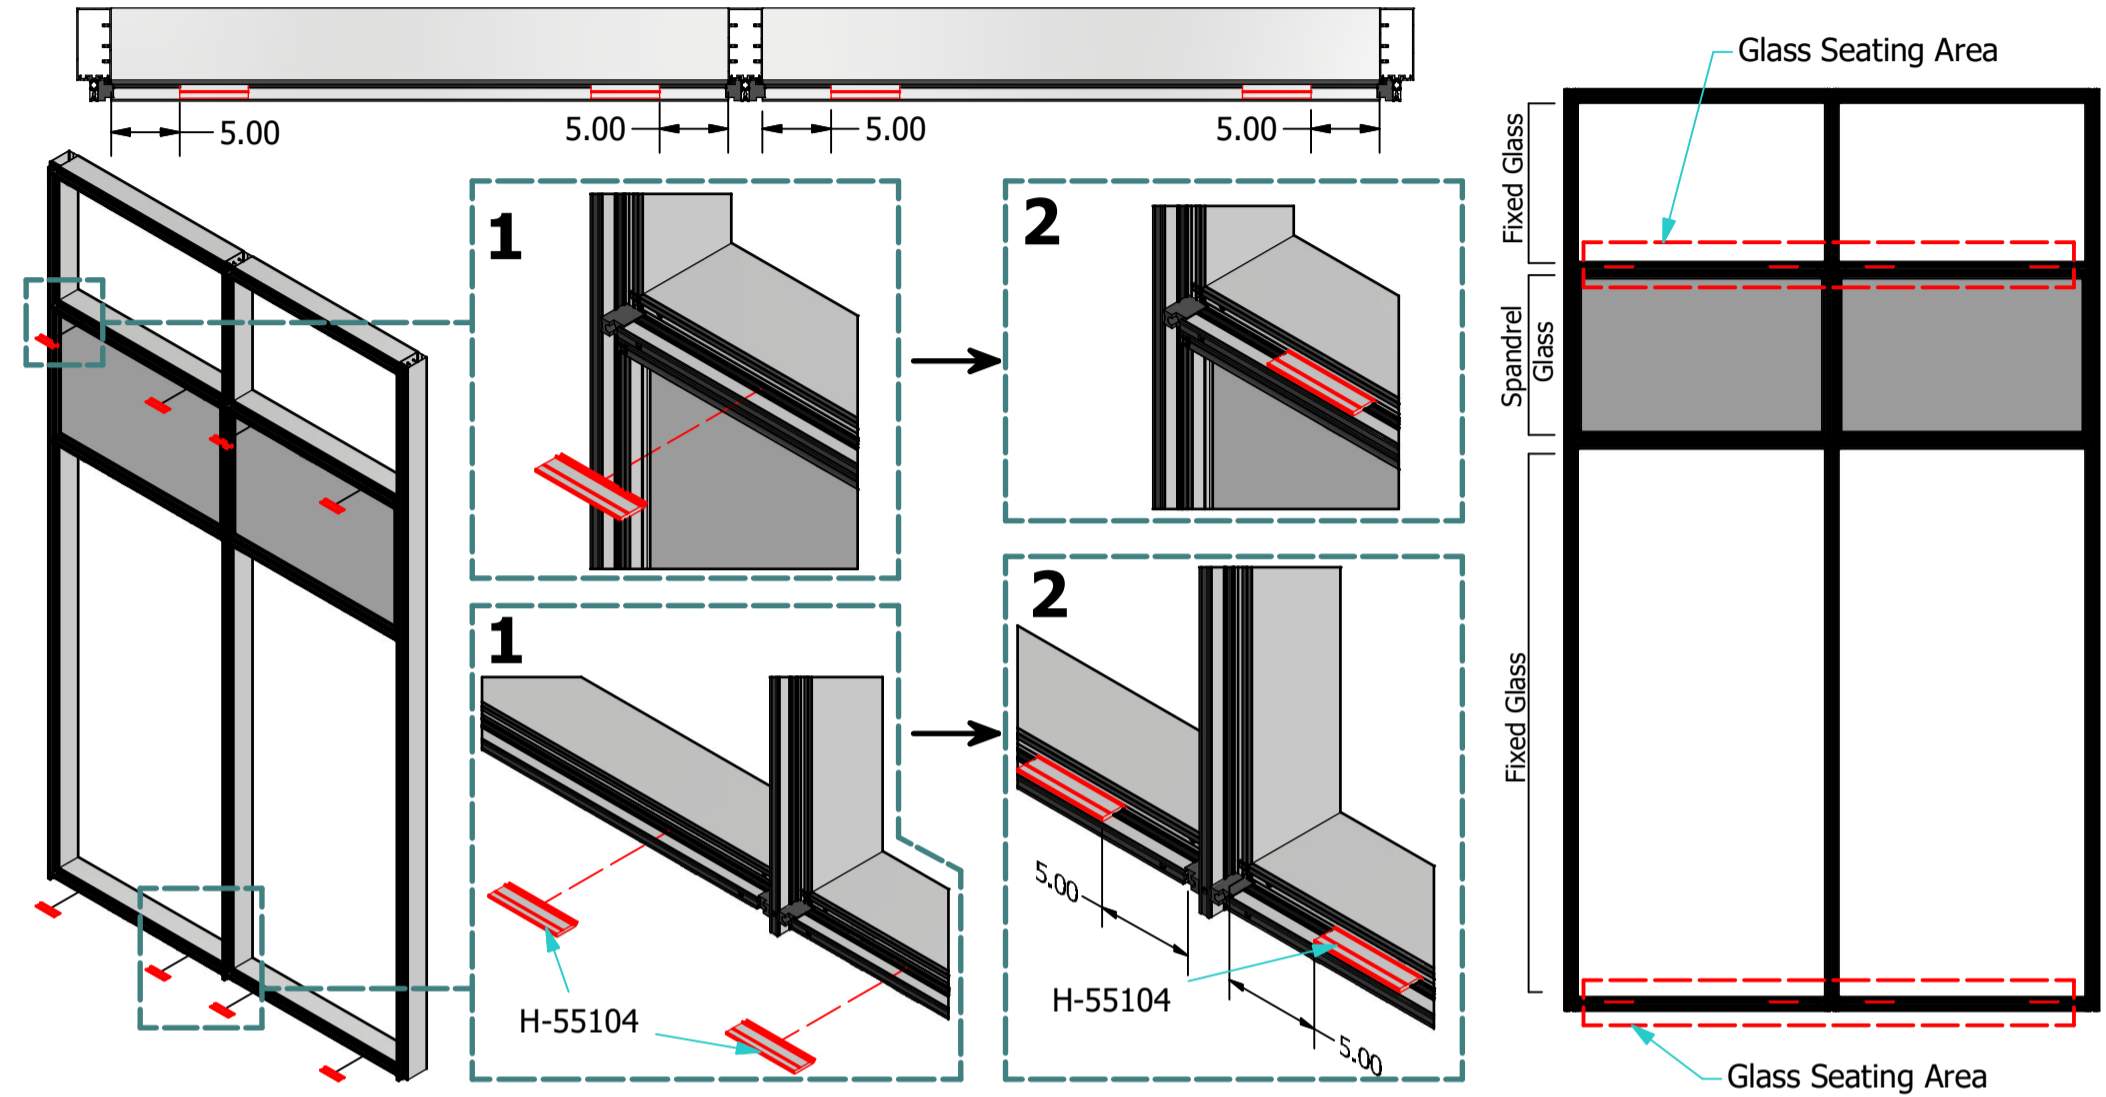 5.00
5.00
5.00
5.00
Glass Seating Area
Fixed Glass
Spandrel
Glass
Fixed Glass
1
2
1
H-55104
2
5.00
H-55104
5.00
Glass Seating Area